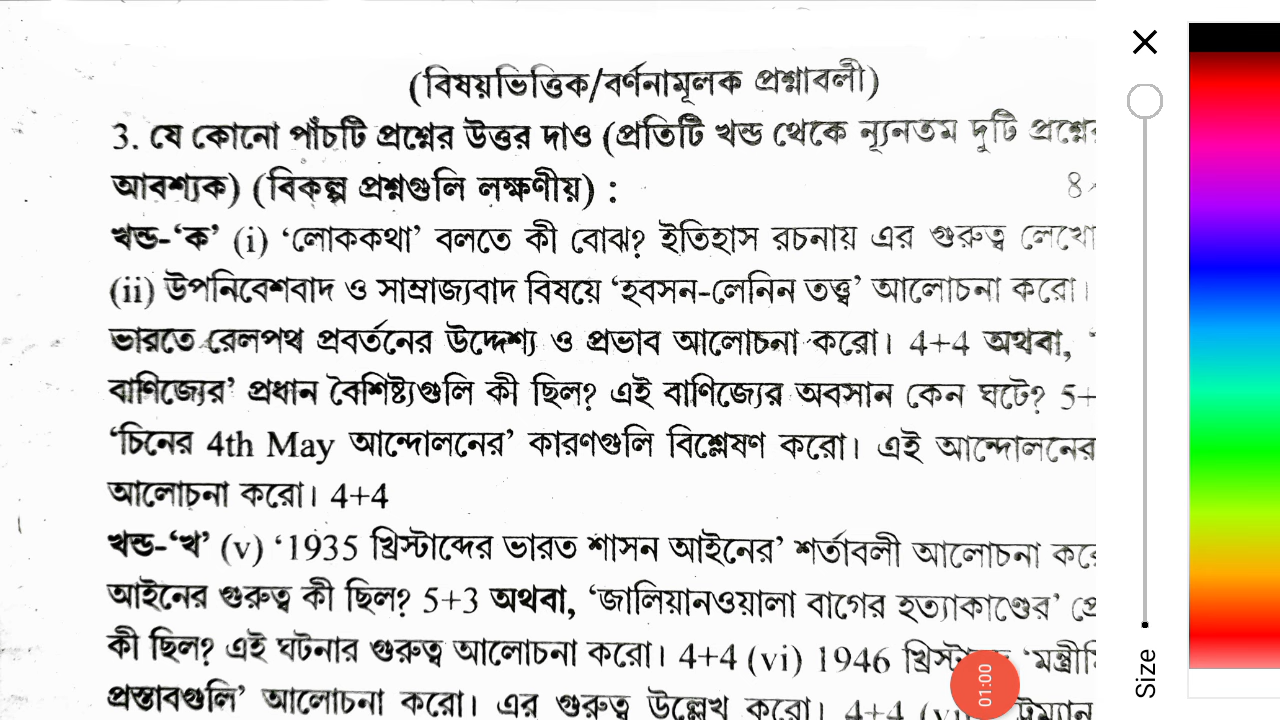 (বিষয়ভিত্তিক/বর্ণনামূলক প্রশ্নাবলী)
3. যে কোনো পাঁচটি প্রশ্নের উত্তর দাও (প্রতিটি খন্ড থেকে ন্যূনতম দুটি
আবশ্যক) (বিকল্প প্রশ্নগুলি লক্ষণীয়) : 8
খন্ড-‘ক’ (i) ‘লোককথা’ বলতে কী বোঝ? ইতিহাস রচনায় এর গুরুত্ব লেখো
(ii) উপনিবেশবাদ ও সাম্রাজ্যবাদ বিষয়ে ‘হবসন-লেনিন তত্ত্ব’ আলোচনা করো।
ভারতে রেলপথ প্রবর্তনের উদ্দেশ্য ও প্রভাব আলোচনা করো। 4+4 অথবা, ‘
বাণিজ্যের’ প্রধান বৈশিষ্ট্যগুলি কী ছিল? এই বাণিজ্যের অবসান কেন ঘটে? 5+
‘চিনের 4th May আন্দোলনের’ কারণগুলি বিশ্লেষণ করো। এই আন্দোলনের
আলোচনা করো। 4+4
খন্ড-‘খ’ (v) ‘1935 খ্রিস্টাব্দের ভারত শাসন আইনের’ শর্তাবলী আলোচনা
আইনের গুরুত্ব কী ছিল? 5+3 অথবা, ‘জালিয়ানওয়ালা বাগের হত্যাকাণ্ডের’
কী ছিল? এই ঘটনার গুরুত্ব আলোচনা করো। 4+4 (vi) 1946
প্রস্তাবগুলি’ আলোচনা করো। এর গুরুত্ব উল্লেখ করো। 4+4
Size
01:00